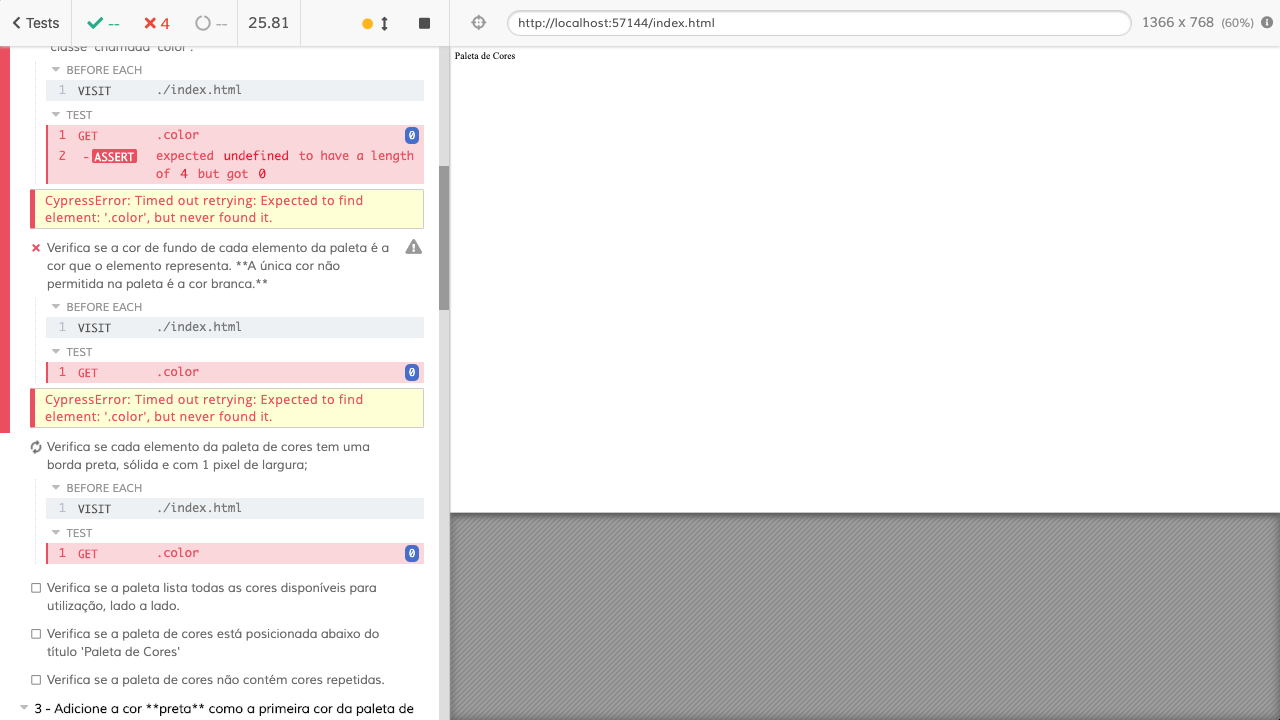 Tests
--
4
--
25.81
http://localhost:57144/index.html
1366 x 768 (60%)
classe chamada 'color'.
BEFORE EACH
1 VISIT ./index.html
TEST
1 GET .color 0
2 -ASSERT expected undefined to have a length
of 4 but got 0
CypressError: Timed out retrying: Expected to find
element: '.color', but never found it.
Verifica se a cor de fundo de cada elemento da paleta é a
cor que o elemento representa. **A única cor não
permitida na paleta é a cor branca.**
BEFORE EACH
1 VISIT ./index.html
TEST
1 GET .color 0
CypressError: Timed out retrying: Expected to find
element: '.color', but never found it.
Verifica se cada elemento da paleta de cores tem uma
borda preta, sólida e com 1 pixel de largura;
BEFORE EACH
1 VISIT ./index.html
TEST
1 GET .color 0
Verifica se a paleta lista todas as cores disponíveis para
utilização, lado a lado.
Verifica se a paleta de cores está posicionada abaixo do
título 'Paleta de Cores'
Verifica se a paleta de cores não contém cores repetidas.
3 - Adicione a cor **preta** como a primeira cor da paleta de
Paleta de Cores